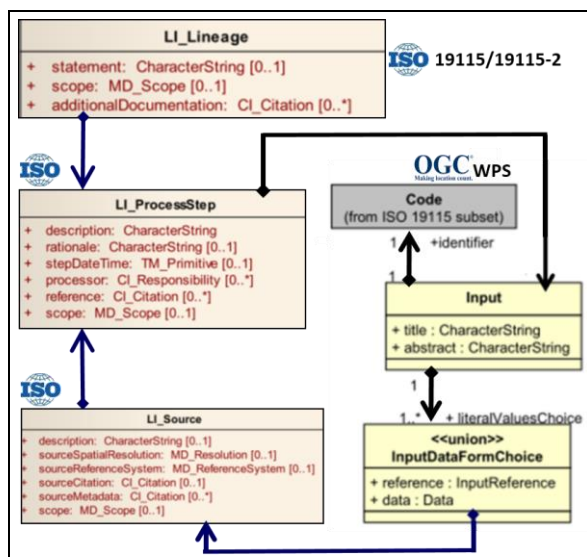 LI_Lineage
+ statement: CharacterString [0..1]
+ scope: MD_Scope [0..1]
+ additionalDocumentation: CI_Citation [0..*]
ISO 19115/19115-2
ISO
LI_ProcessStep
+ description: CharacterString
+ rationale: CharacterString [0..1]
+ stepDateTime: TM_Primitive [0..1]
+ processor: CI_Responsibility [0..*]
+ reference: CI_Citation [0..*]
+ scope: MD_Scope [0..1]
OGC® WPS
Making location count.
Code
(from ISO 19115 subset)
1 +identifier
1
Input
+ title : CharacterString
+ abstract : CharacterString
1
1..* + literalValuesChoice
<<union>>
InputDataFormChoice
+ reference : InputReference
+ data : Data
ISO
LI_Source
+ description: CharacterString [0..1]
+ sourceSpatialResolution: MD_Resolution [0..1]
+ sourceReferenceSystem: MD_ReferenceSystem [0..1]
+ sourceCitation: CI_Citation [0..1]
+ sourceMetadata: CI_Citation [0..*]
+ scope: MD_Scope [0..1]